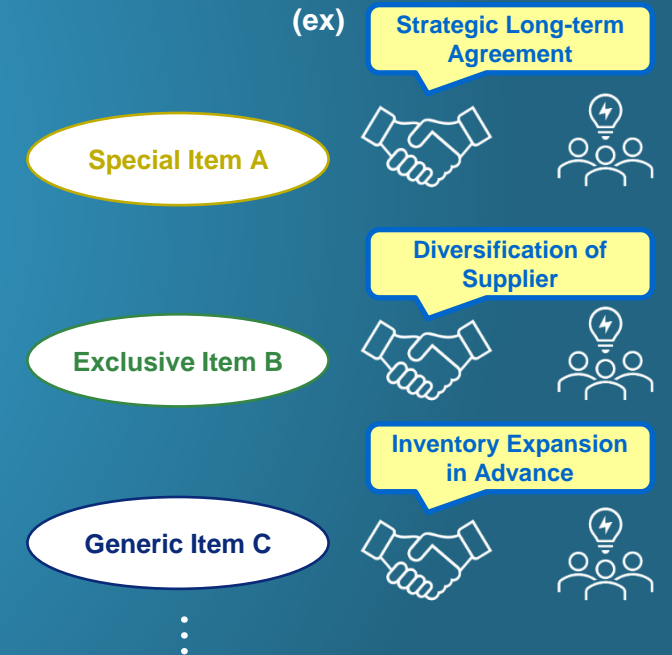 (ex)
Strategic Long-term
Agreement
Special Item A
Diversification of
Supplier
Exclusive Item B
Inventory Expansion
in Advance
Generic Item C
⋮